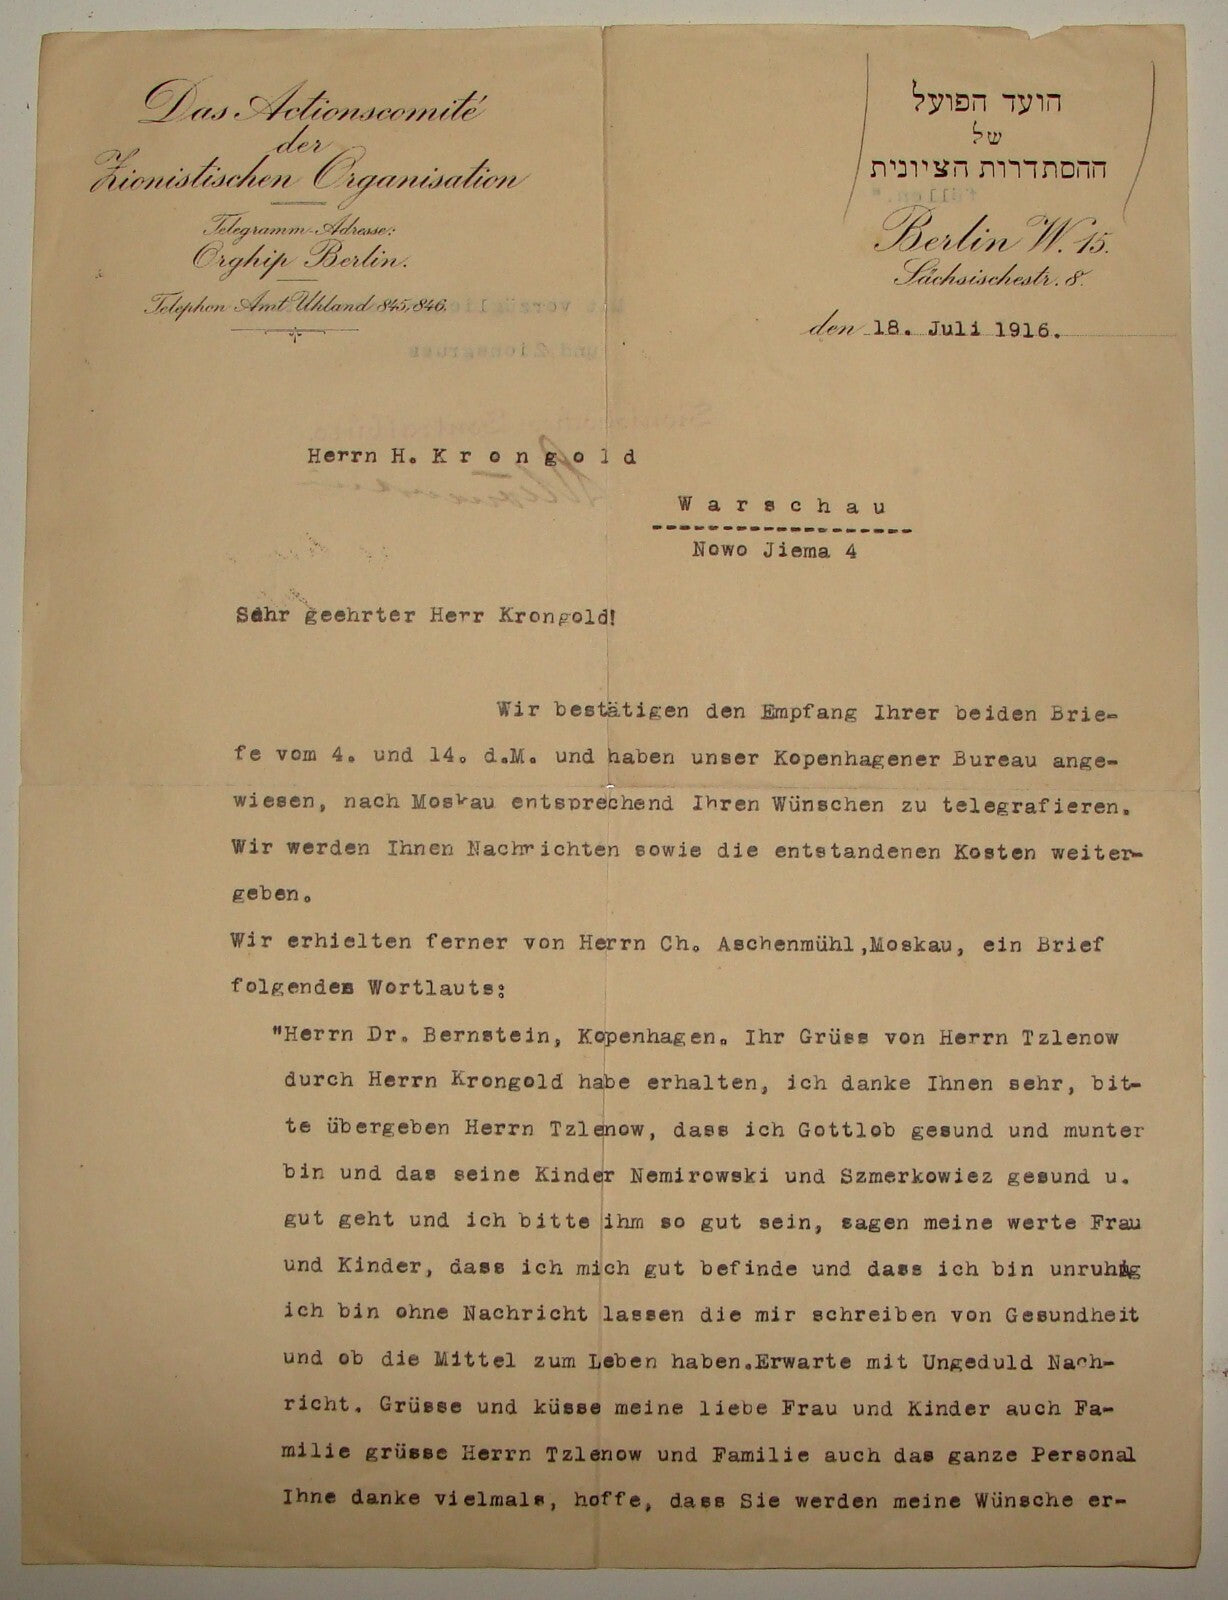 Das Actionscomité
der
Zionistischen Organisation
Telegramm-Adresse:
Orghip Berlin.
Telephon Amt Uhland 845, 846.
הועד הפועל
של
ההסתדרות הציונית
Berlin W. 15.
Sächsischestr. 8.
den 18. Juli 1916.
Herrn H. Krongold
Warschau
Nowo Jiema 4
Sehr geehrter Herr Krongold!
Wir bestätigen den Empfang Ihrer beiden Brie-
fe vom 4. und 14. d.M. und haben unser Kopenhagener Bureau ange-
wiesen, nach Moskau entsprechend Ihren Wünschen zu telegrafieren.
Wir werden Ihnen Nachrichten sowie die entstandenen Kosten weiter-
geben.
Wir erhielten ferner von Herrn Ch. Aschenmühl, Moskau, ein Brief
folgendes Wortlauts:
"Herrn Dr. Bernstein, Kopenhagen. Ihr Grüss von Herrn Tzlenow
durch Herrn Krongold habe erhalten, ich danke Ihnen sehr, bit-
te übergeben Herrn Tzlenow, dass ich Gottlob gesund und munter
bin und das seine Kinder Nemirowski und Szmerkowiez gesund u.
gut geht und ich bitte ihm so gut sein, sagen meine werte Frau
und Kinder, dass ich mich gut befinde und dass ich bin unruhig
ich bin ohne Nachricht lassen die mir schreiben von Gesundheit
und ob die Mittel zum Leben haben.Erwarte mit Ungeduld Nach-
richt. Grüsse und küsse meine liebe Frau und Kinder auch Fa-
milie grüsse Herrn Tzlenow und Familie auch das ganze Personal
Ihne danke vielmals, hoffe, dass Sie werden meine Wünsche er-